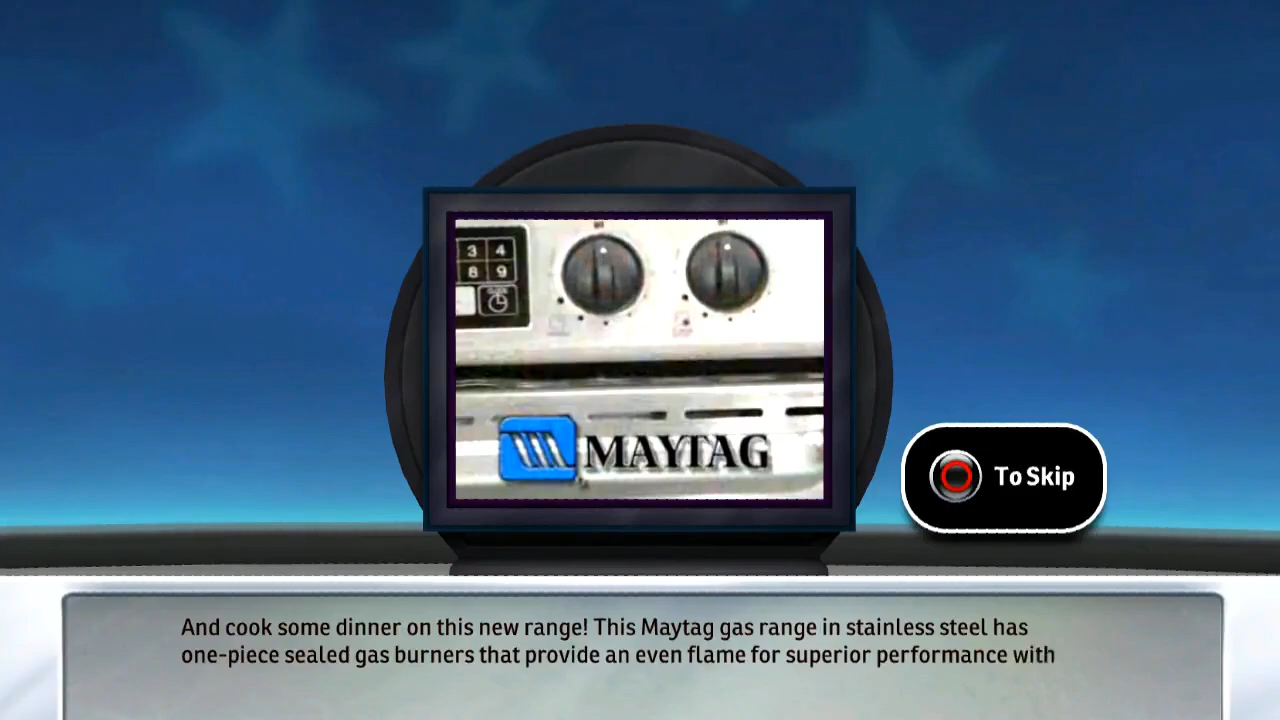 3 4
8 9
MAYTAG
To Skip
And cook some dinner on this new range! This Maytag gas range in stainless steel has
one-piece sealed gas burners that provide an even flame for superior performance with